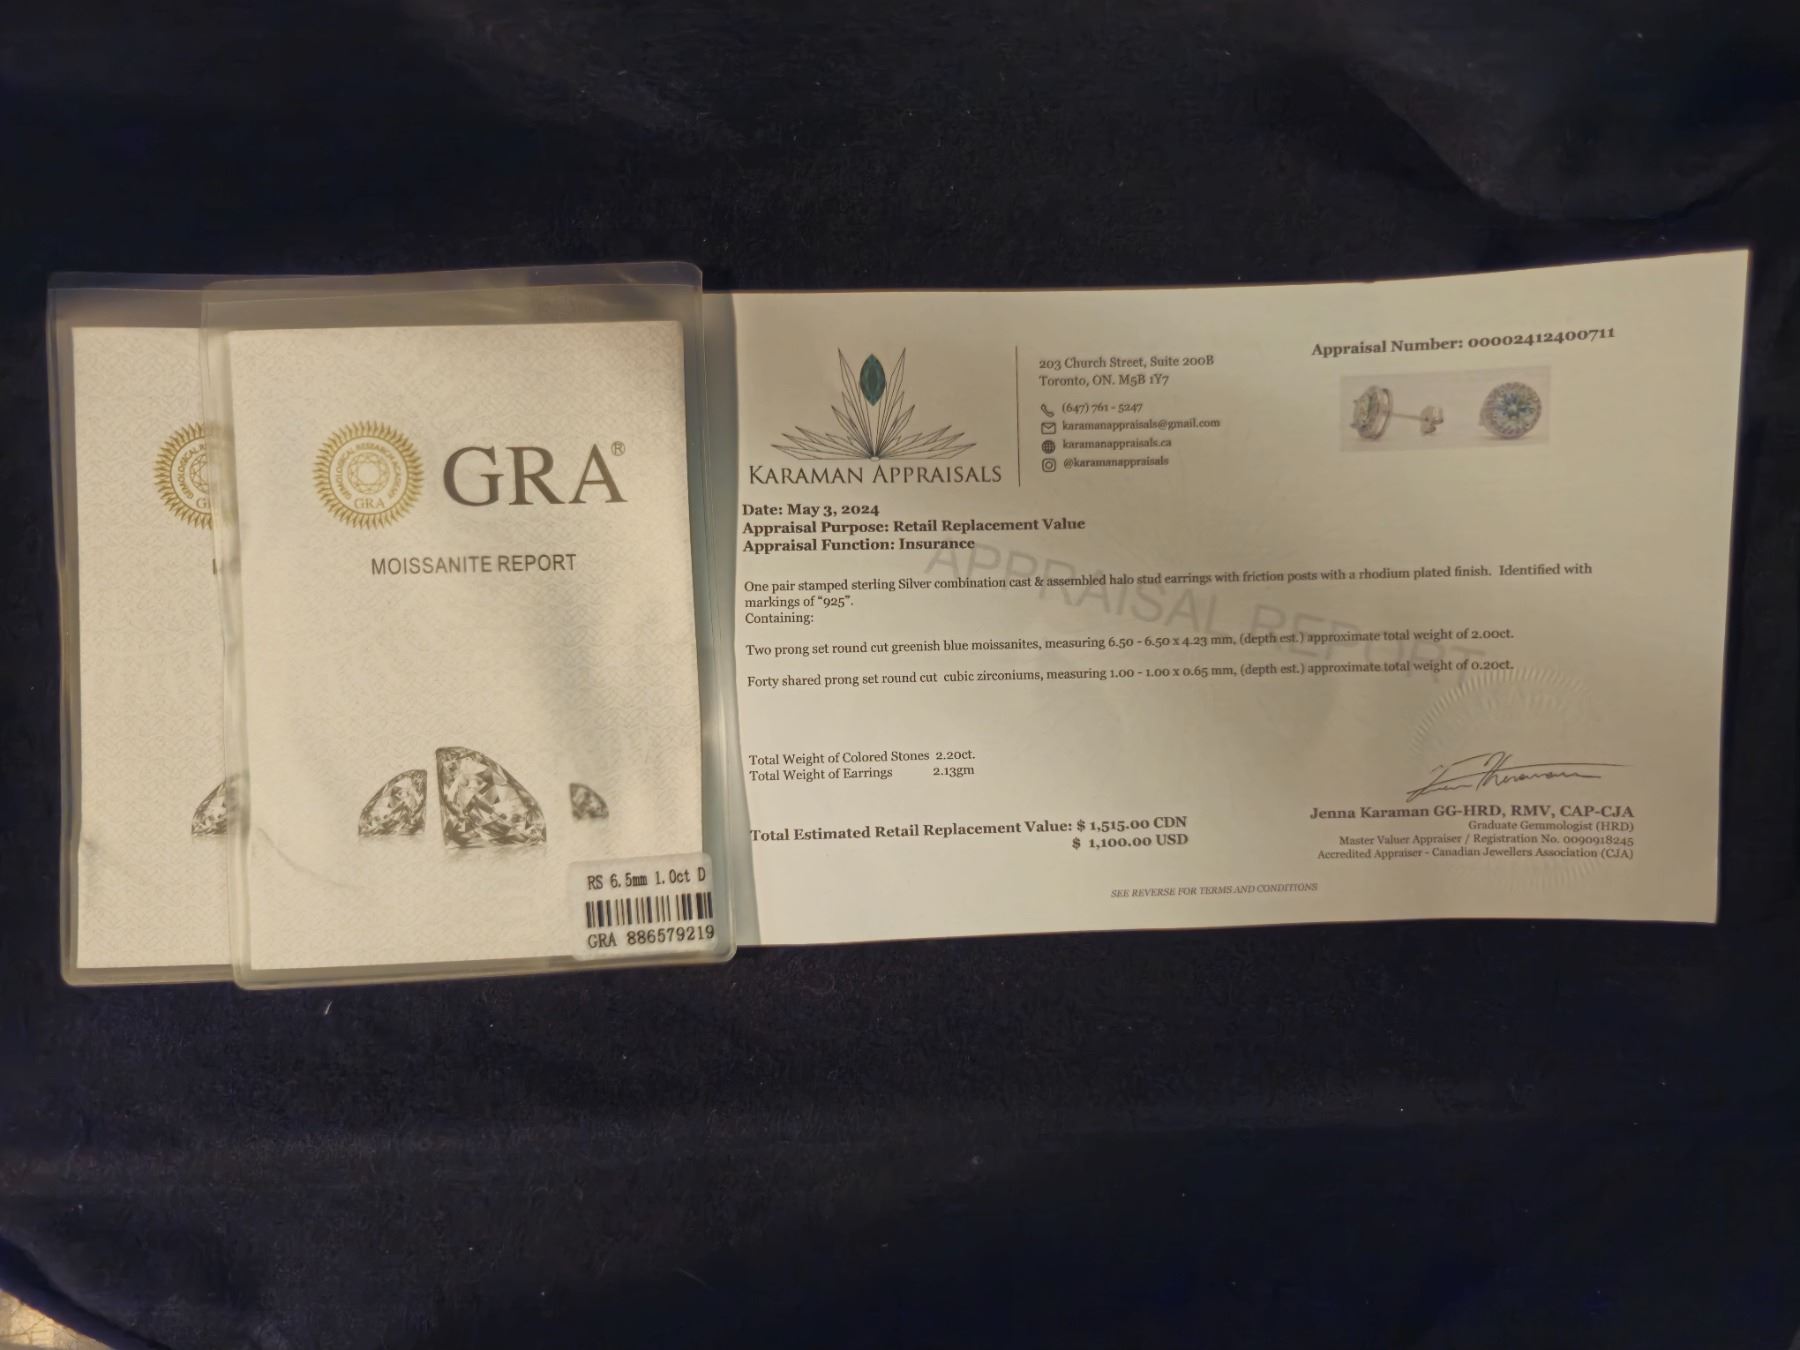 GRA®
MOISSANITE REPORT
GEMOLOGICAL RESEARCH ACADEMY
GRA
RS 6.5mm 1.0ct D
GRA 886579219
KARAMAN APPRAISALS
203 Church Street, Suite 200B
Toronto, ON. M5B 1Y7
(647) 761 - 5247
karamanappraisals@gmail.com
karamanappraisals.ca
@karamanappraisals
Appraisal Number: 00002412400711
Date: May 3, 2024
Appraisal Purpose: Retail Replacement Value
Appraisal Function: Insurance
APPRAISAL REPORT
One pair stamped sterling Silver combination cast & assembled halo stud earrings with friction posts with a rhodium plated finish. Identified with
markings of “925”.
Containing:
Two prong set round cut greenish blue moissanites, measuring 6.50 - 6.50 x 4.23 mm, (depth est.) approximate total weight of 2.00ct.
Forty shared prong set round cut cubic zirconiums, measuring 1.00 - 1.00 x 0.65 mm, (depth est.) approximate total weight of 0.20ct.
Total Weight of Colored Stones 2.20ct.
Total Weight of Earrings 2.13gm
Total Estimated Retail Replacement Value: $ 1,515.00 CDN
$ 1,100.00 USD
Jenna Karaman GG-HRD, RMV, CAP-CJA
Graduate Gemmologist (HRD)
Master Valuer Appraiser / Registration No. 0090918245
Accredited Appraiser - Canadian Jewellers Association (CJA)
SEE REVERSE FOR TERMS AND CONDITIONS